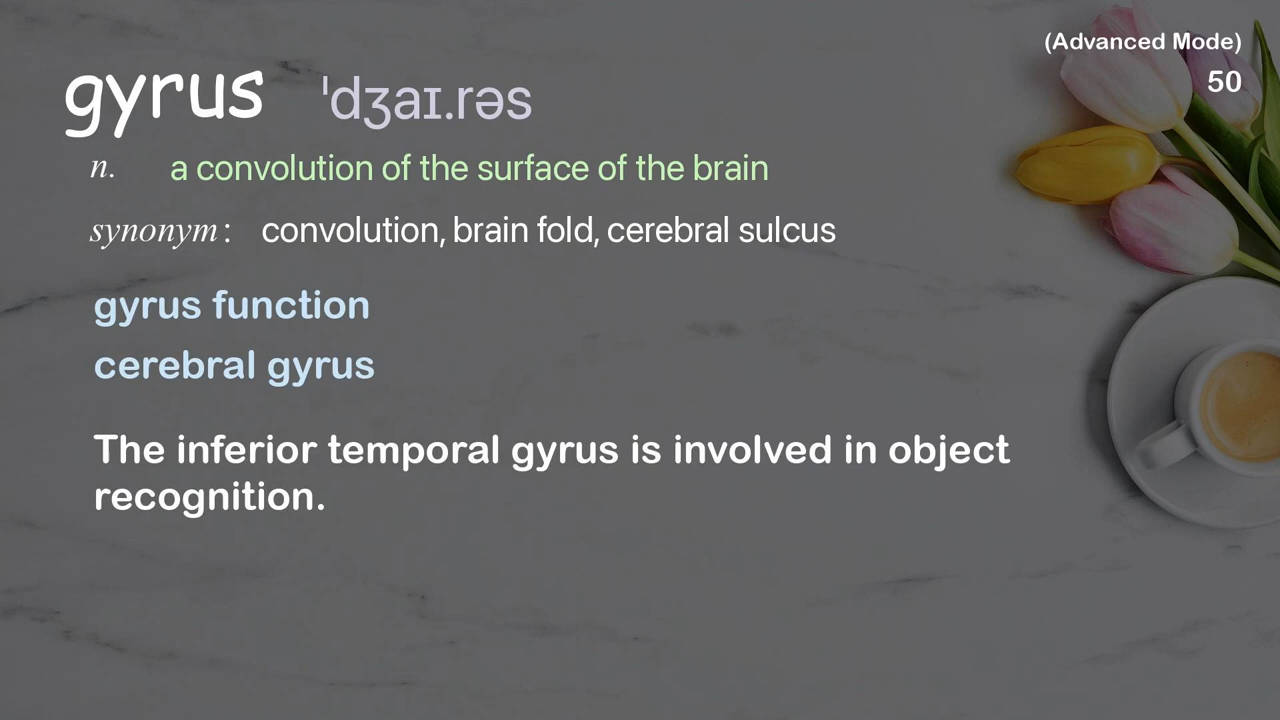 (Advanced Mode)
50
gyrus ˈdʒaɪ.rəs
n. a convolution of the surface of the brain
synonym: convolution, brain fold, cerebral sulcus
gyrus function
cerebral gyrus
The inferior temporal gyrus is involved in object
recognition.